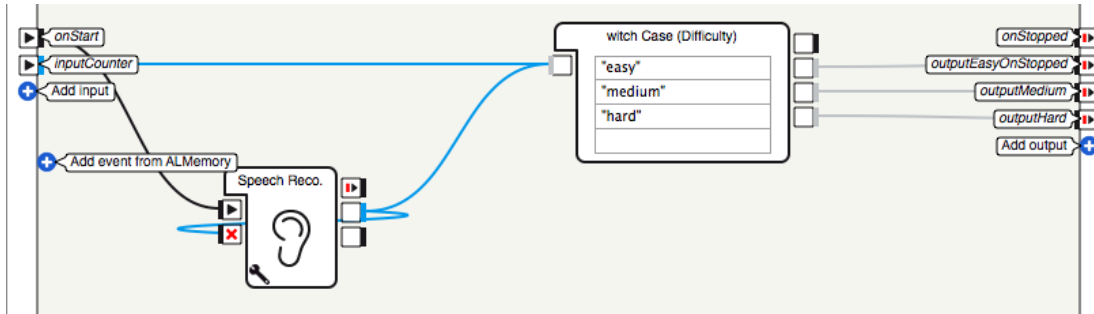 onStart
inputCounter
Add input
Add event from ALMemory
Speech Reco.
witch Case (Difficulty)
"easy"
"medium"
"hard"
onStopped
outputEasyOnStopped
outputMedium
outputHard
Add output